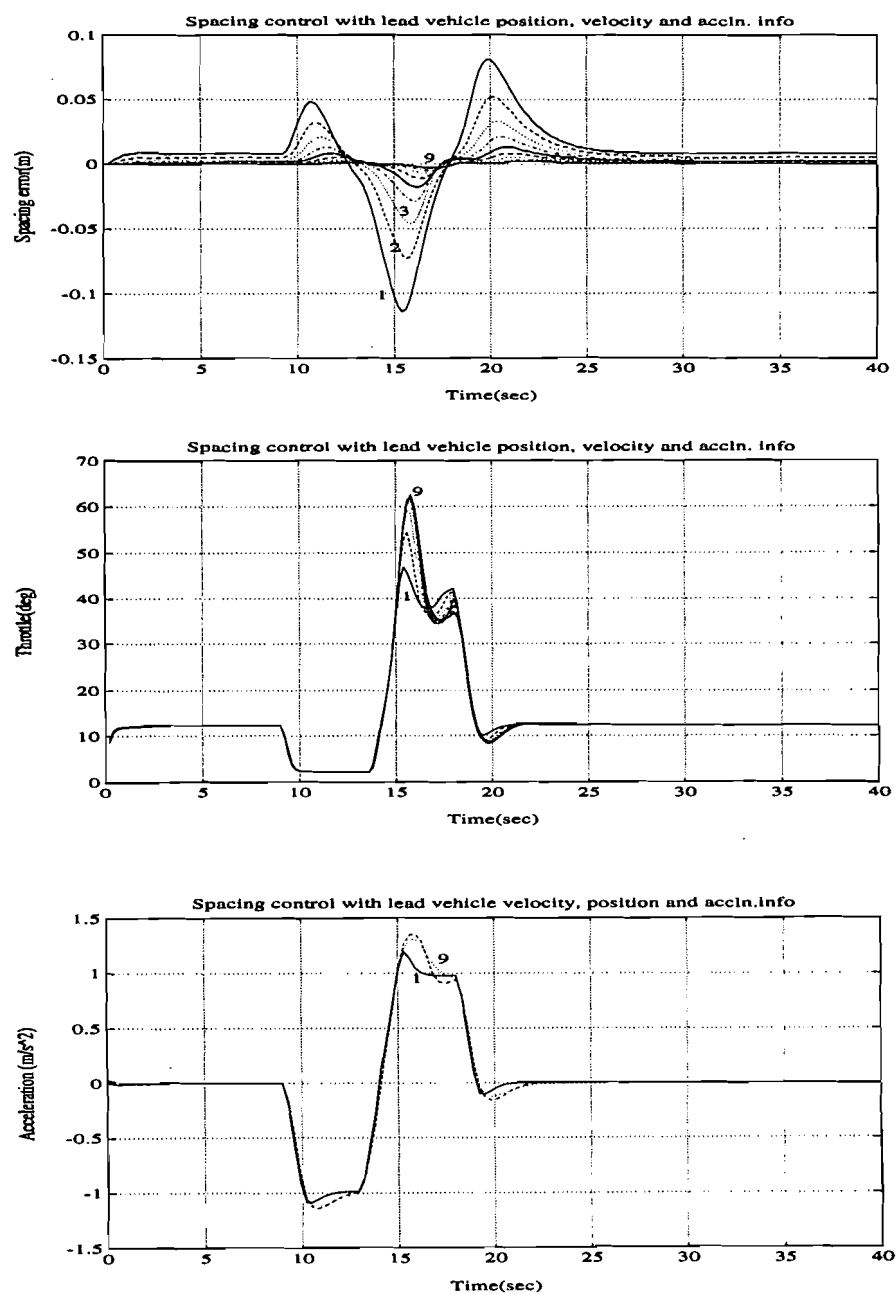 Spacing control with lead vehicle position, velocity and accln. info
0.1
0.05
0
-0.05
-0.1
-0.15
Spacing error(m)
9
3
2
1
0 5 10 15 20 25 30 35 40
Time(sec)
Spacing control with lead vehicle position, velocity and accln. info
70
60
50
40
30
20
10
0
Throttle(deg)
9
1
0 5 10 15 20 25 30 35 40
Time(sec)
Spacing control with lead vehicle velocity, position and accln.info
1.5
1
0.5
0
-0.5
-1
-1.5
Acceleration (m/s^2)
9
1
0 5 10 15 20 25 30 35 40
Time(sec)